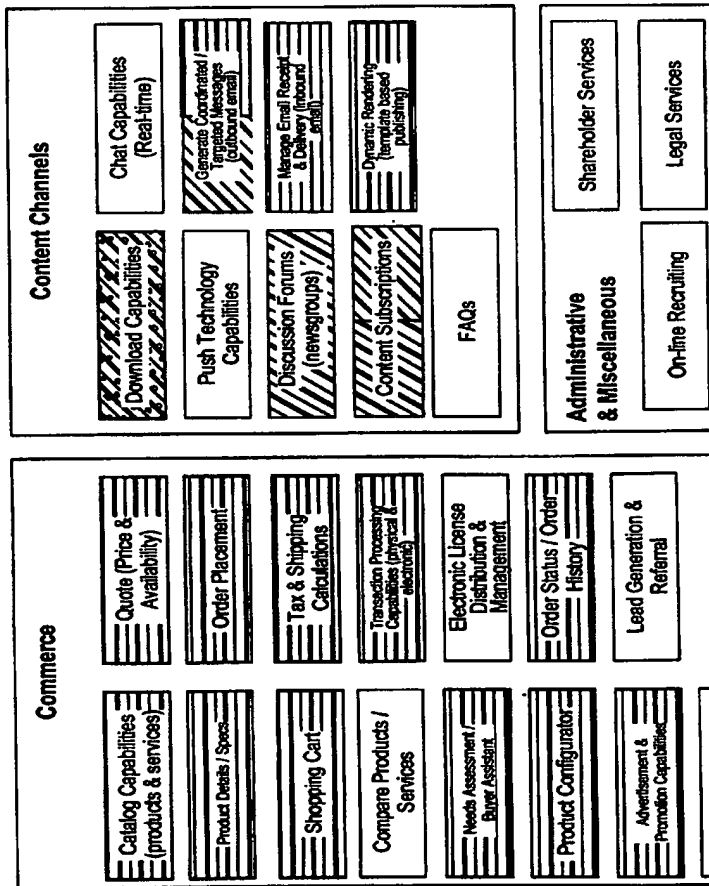 Commerce
Catalog Capabilities
(products & services)
Quote (Price &
Availability)
Product Details / Specs
Order Placement
Shopping Cart
Tax & Shipping
Calculations
Compare Products /
Services
Transaction Processing
Capabilities (physical &
electronic)
Needs Assessment /
Buyer Assistant
Electronic License
Distribution &
Management
Product Configurator
Order Status / Order
History
Advertisement &
Promotion Capabilities
Lead Generation &
Referral
Content Channels
Download Capabilities
Chat Capabilities
(Real-time)
Push Technology
Capabilities
Generate Coordinated /
Targeted Messages
(outbound email)
Discussion Forums
(newsgroups)
Manage Email Receipt
& Delivery (inbound
email)
Content Subscriptions
Dynamic Rendering
(template based
publishing)
FAQs
Administrative
& Miscellaneous
Shareholder Services
On-line Recruiting
Legal Services